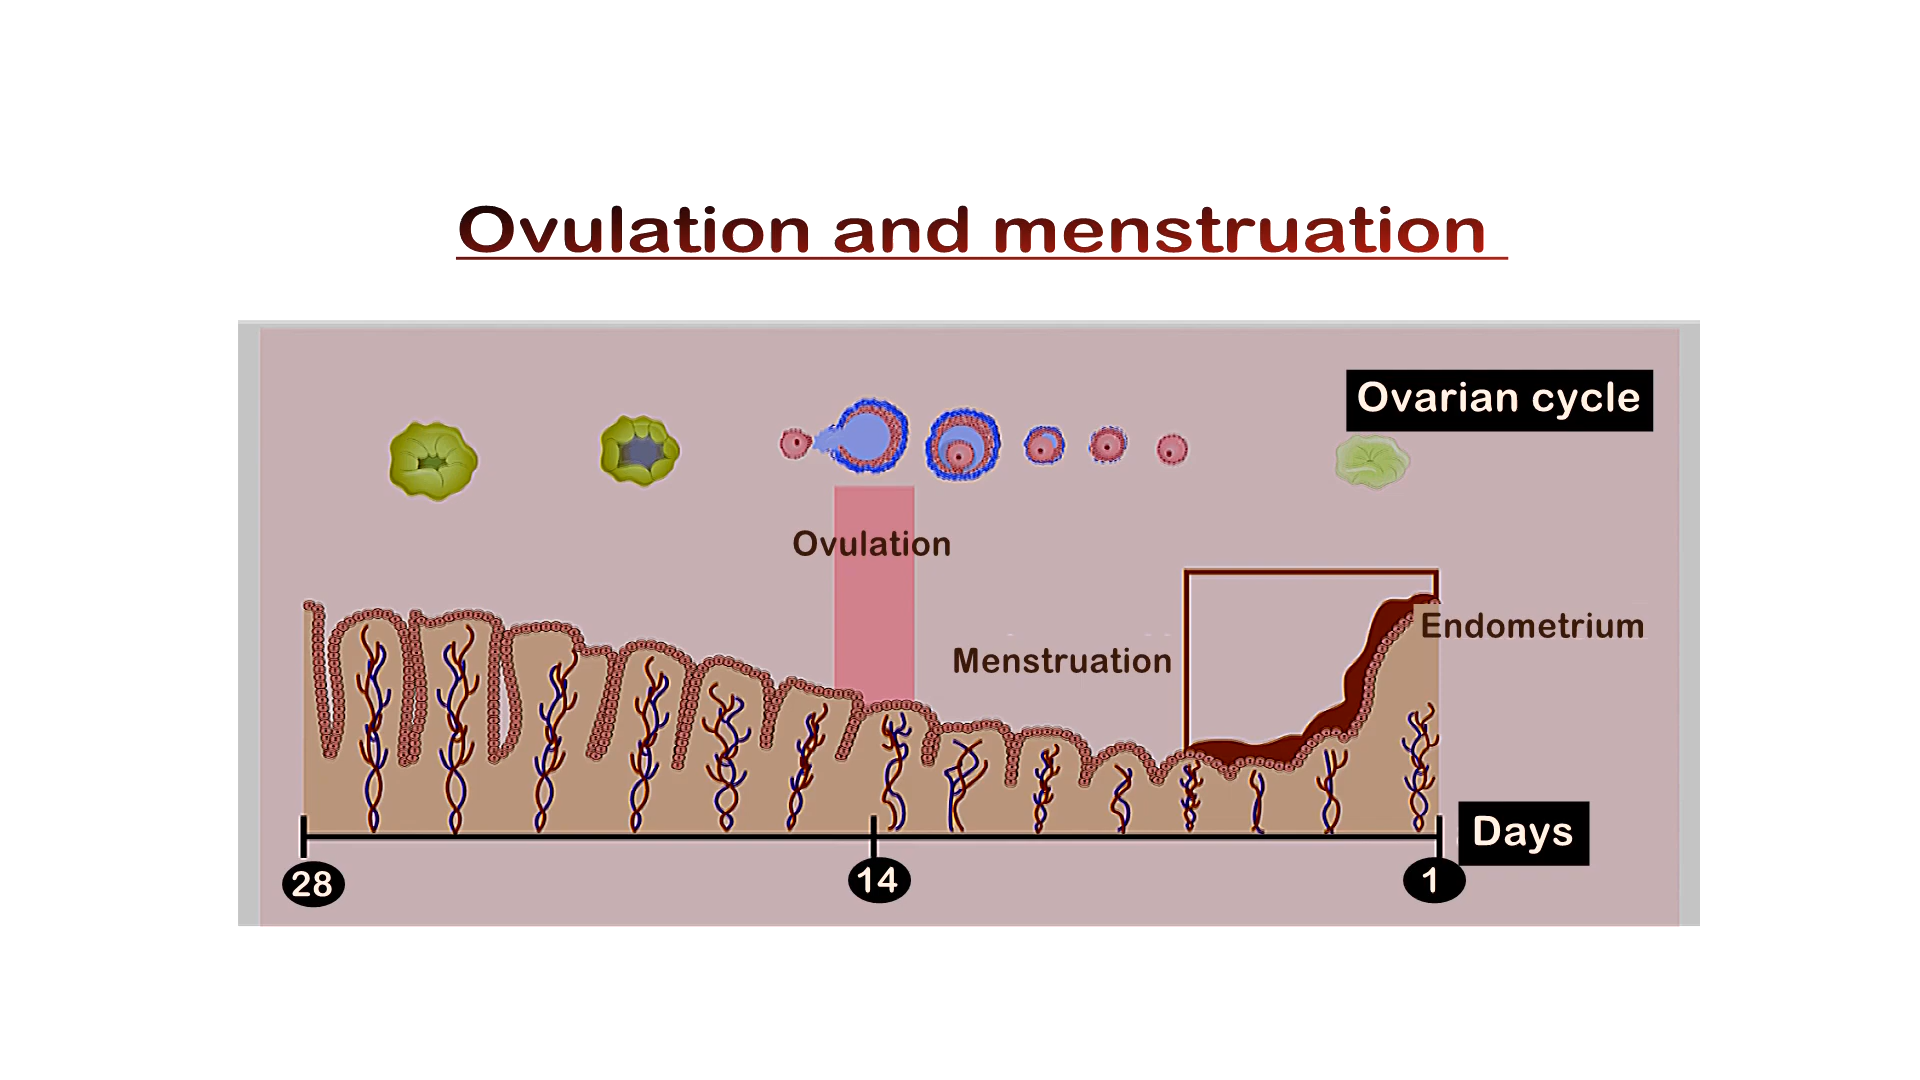 Ovulation and menstruation
Ovarian cycle
Ovulation
Endometrium
Menstruation
Days
28
14
1